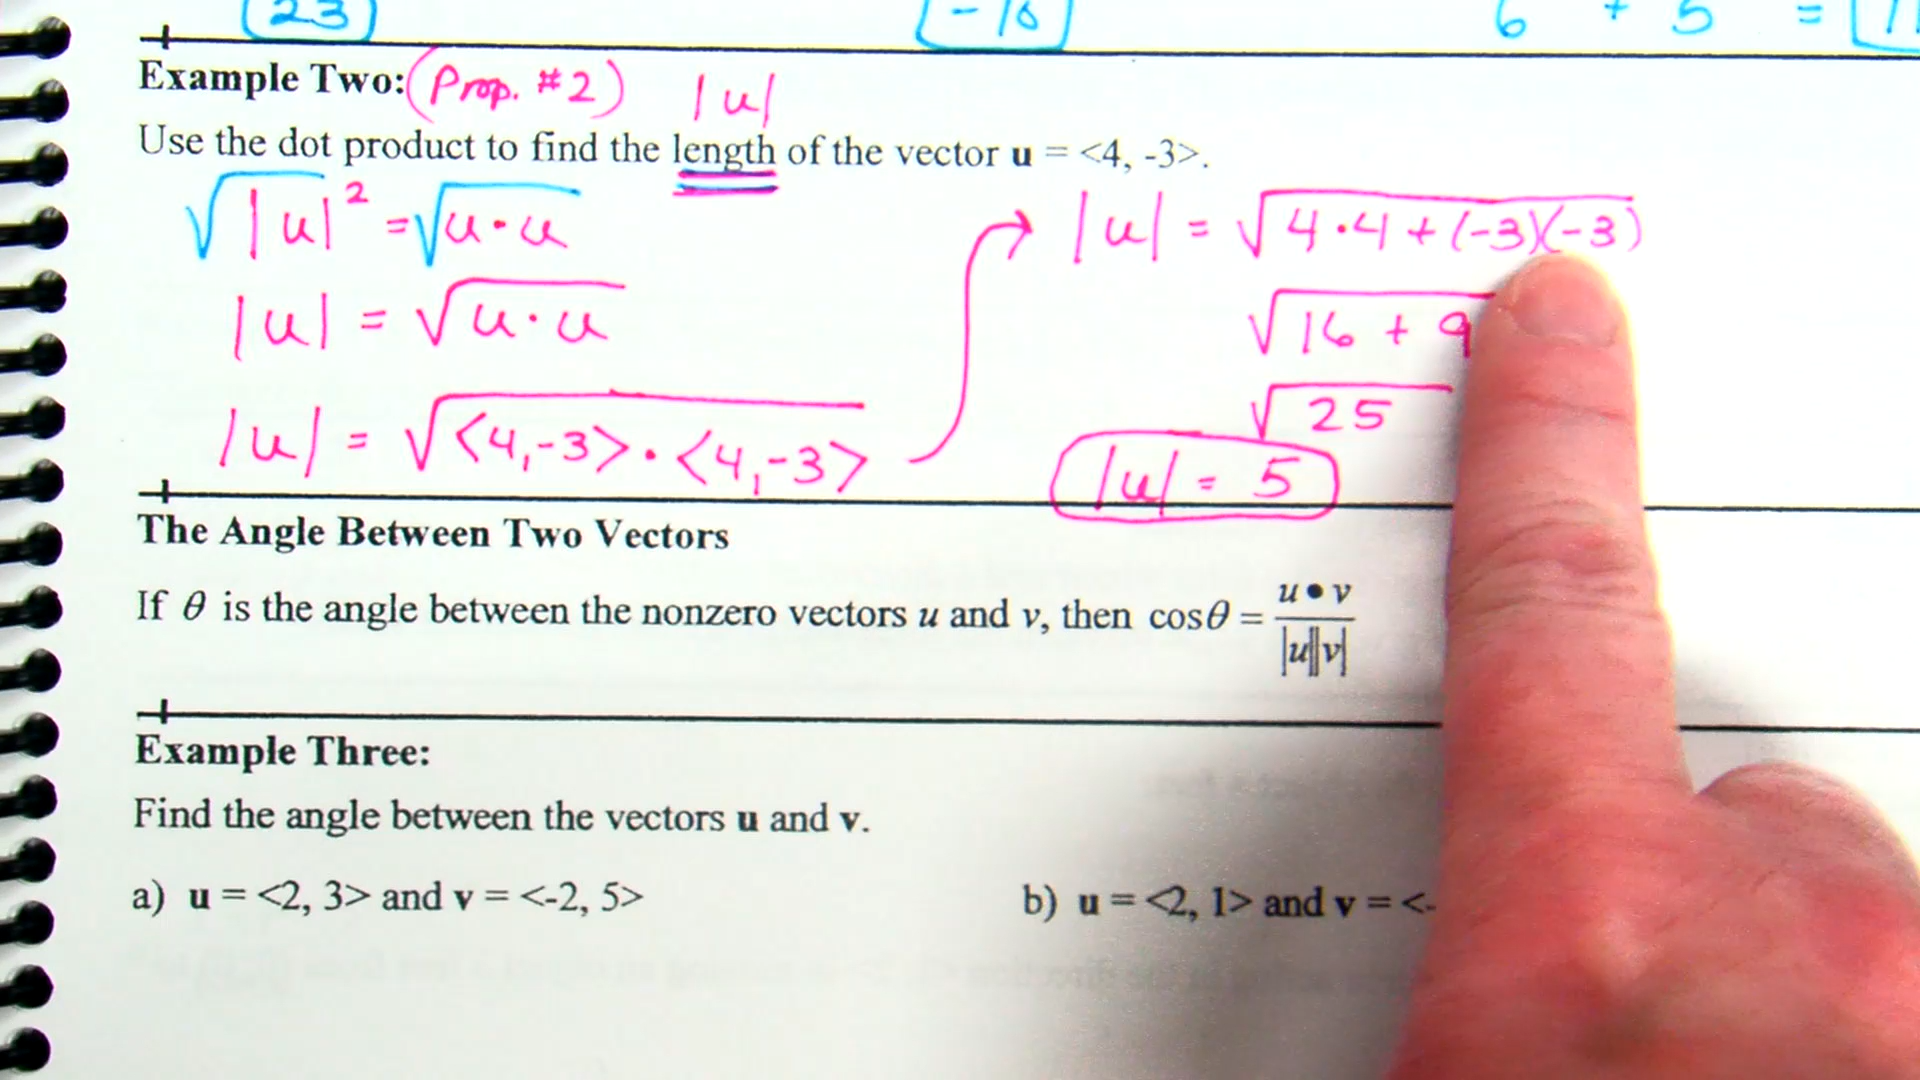 23 -16 6 + 5 =
Example Two: (Prop. #2) |u|
Use the dot product to find the length of the vector u = <4, -3>.
√|u|² = √u·u
|u| = √u·u
|u| = √<4,-3>·<4,-3>
|u| = √4·4+(-3)(-3)
√16 + 9
√25
|u| = 5
The Angle Between Two Vectors
If θ is the angle between the nonzero vectors u and v, then cosθ = u•v / |u||v|
Example Three:
Find the angle between the vectors u and v.
a) u = <2, 3> and v = <-2, 5>
b) u = <2, 1> and v = <-